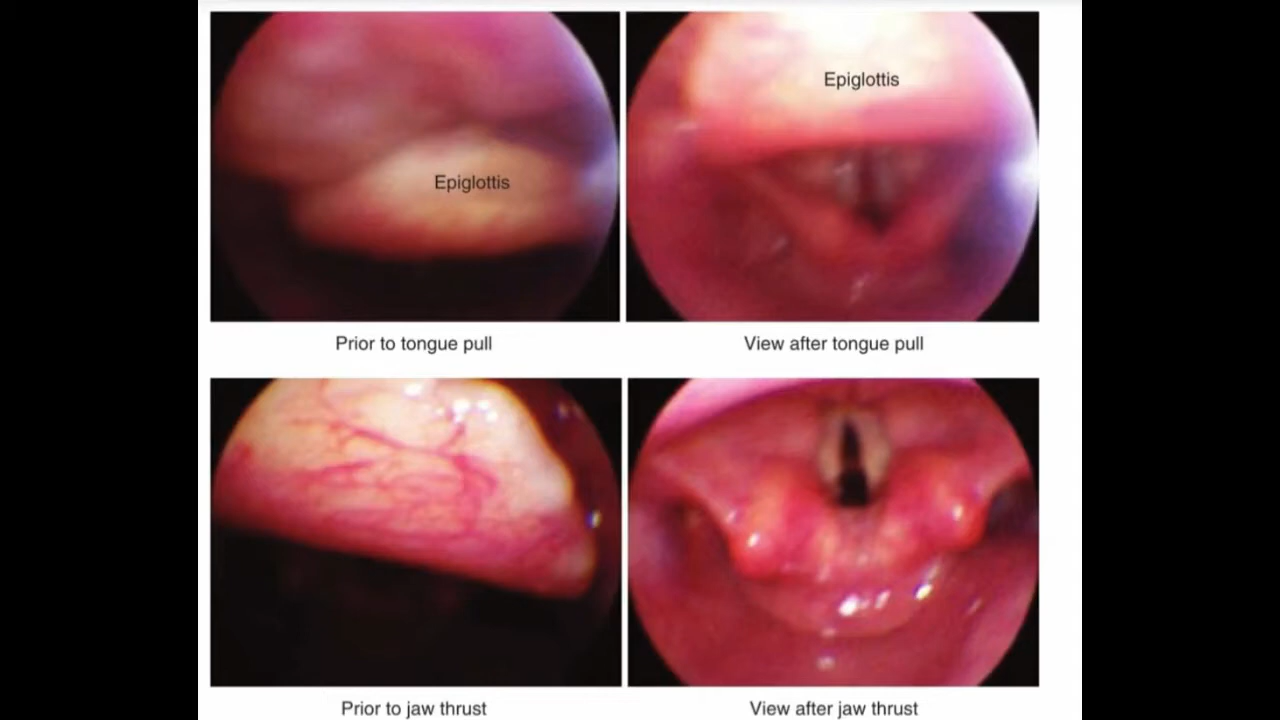 Epiglottis
Epiglottis
Prior to tongue pull
View after tongue pull
Prior to jaw thrust
View after jaw thrust